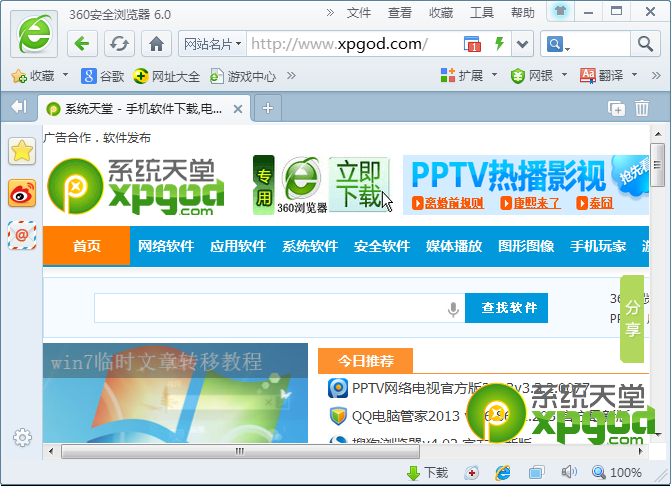 360安全浏览器 6.0
» 文件 查看 收藏 工具 帮助
网址名片 http://www.xpgod.com/
收藏 谷歌 网址大全 游戏中心 » 扩展 网银 翻译 »
系统天堂 - 手机软件下载,电...
广告合作．软件发布
系统天堂
xpgod.com
专用
360浏览器
立即下载
PPTV热播影视
抢先看
离婚前规则 康熙来了 泰囧
首页 网络软件 应用软件 系统软件 安全软件 媒体播放 图形图像 手机玩家 游
查找软件
分享
win7临时文章转移教程
今日推荐
PPTV网络电视官方版
QQ电脑管家2013
系统天堂
xpgod.com
下载 100%